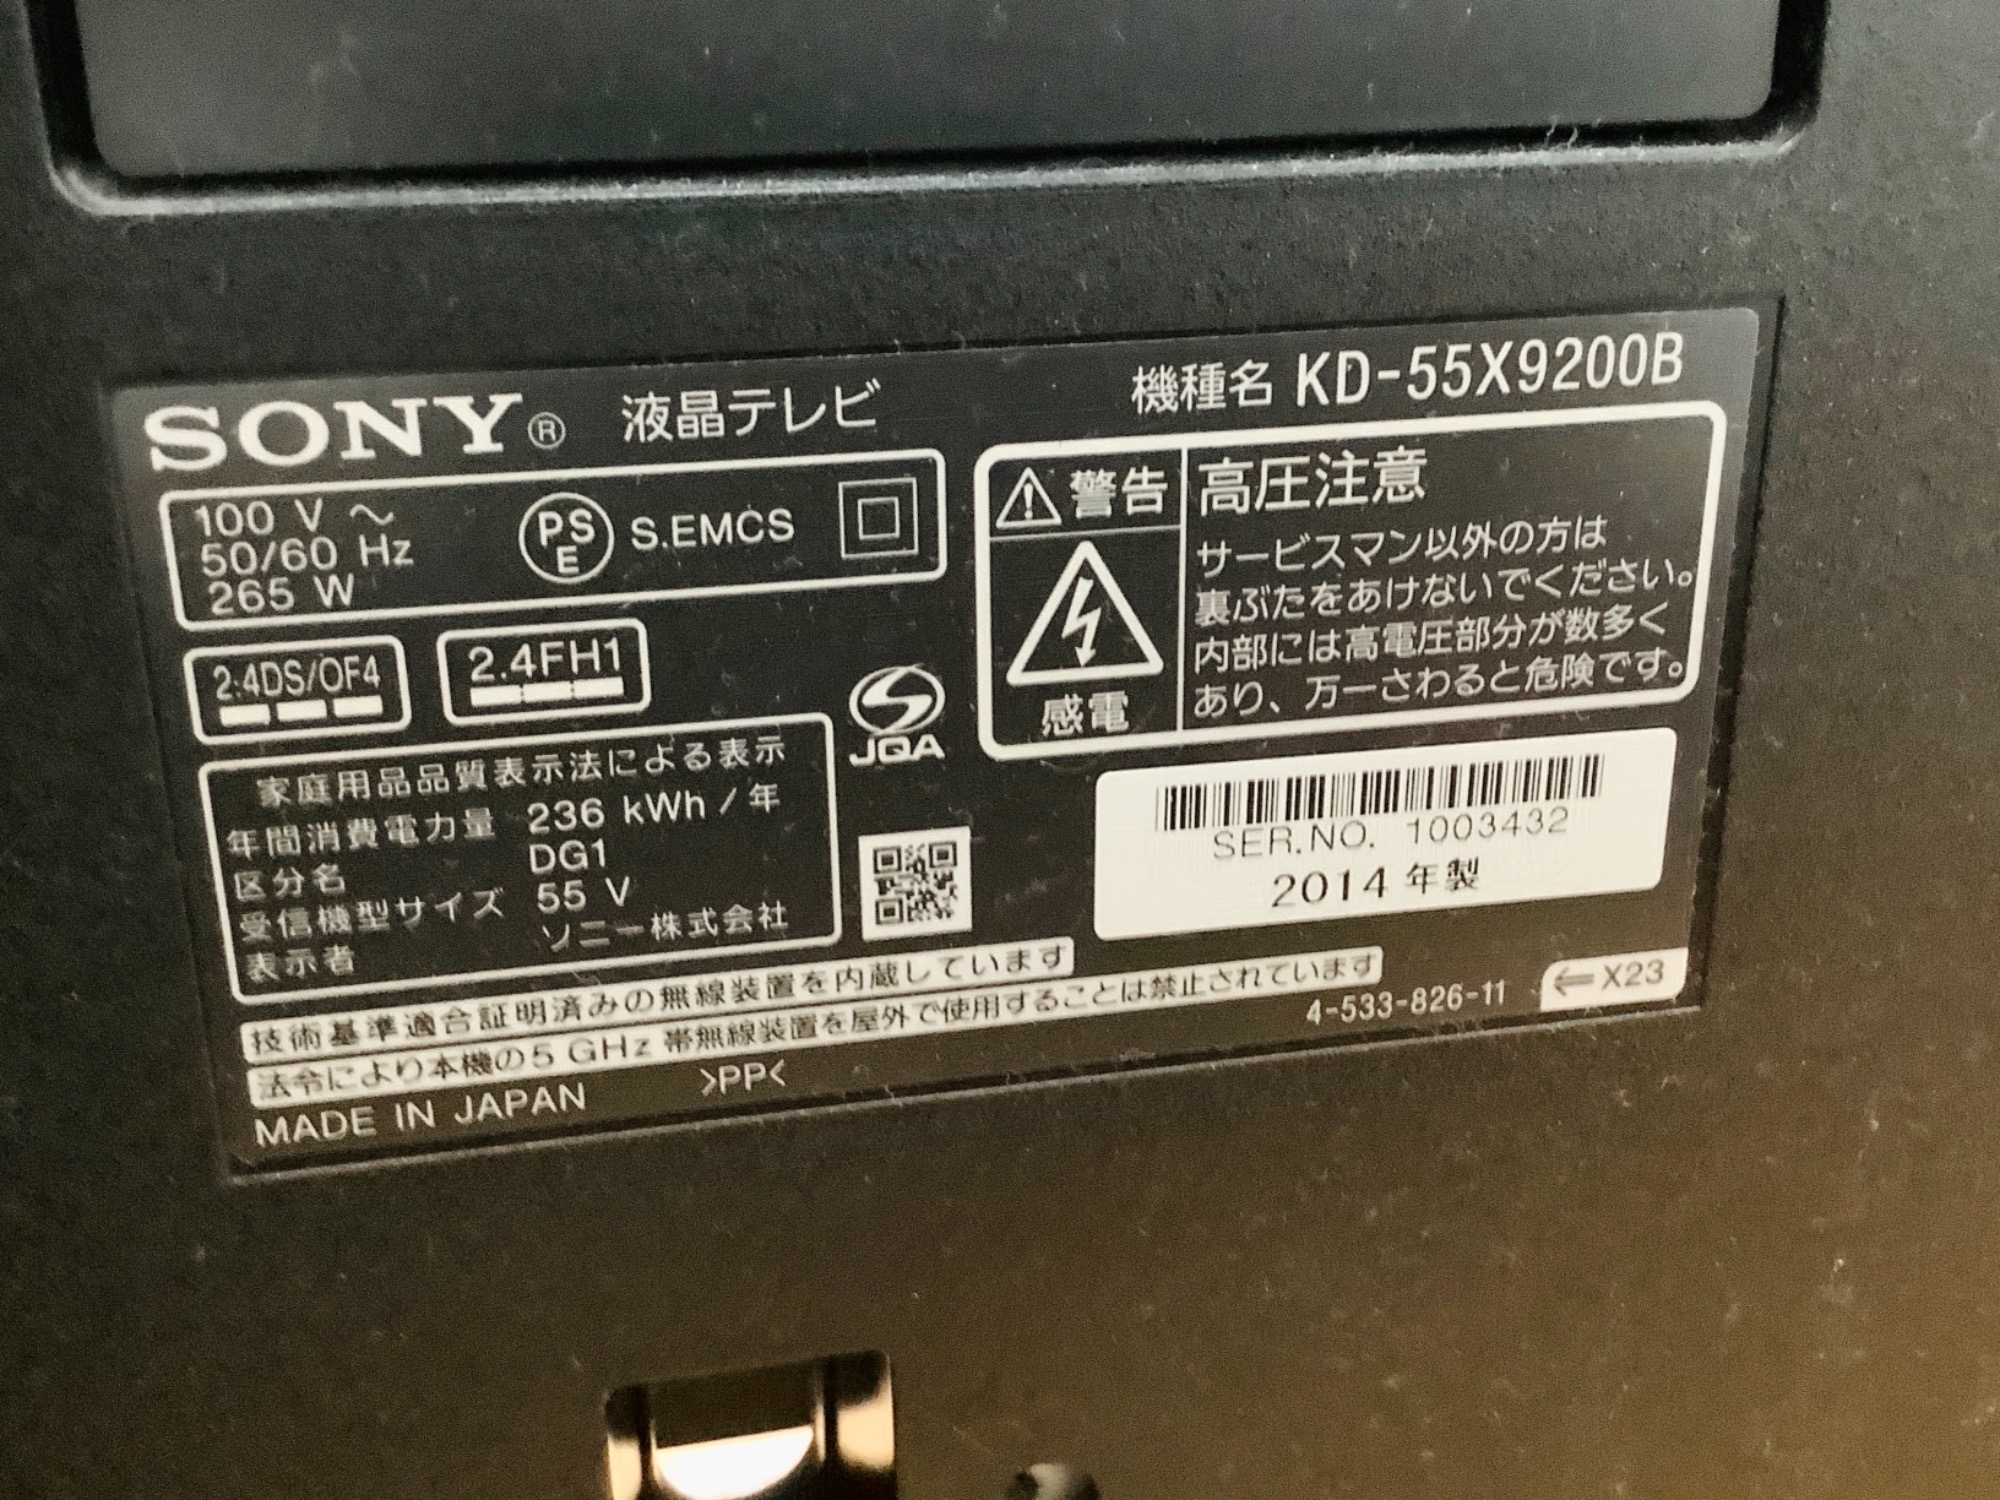 SONY® 液晶テレビ
機種名 KD-55X9200B
100 V ～
50/60 Hz
265 W
PS
E
S.EMCS
2.4DS/OF4
2.4FH1
JQA
警告
感電
高圧注意
サービスマン以外の方は
裏ぶたをあけないでください。
内部には高電圧部分が数多く
あり、万一さわると危険です。
家庭用品品質表示法による表示
年間消費電力量 236 kWh / 年
区分名 DG1
受信機型サイズ 55 V
表示者 ソニー株式会社
SER.NO. 1003432
2014 年製
技術基準適合証明済みの無線装置を内蔵しています
法令により本機の5 GHz 帯無線装置を屋外で使用することは禁止されています
4-533-826-11
⇐X23
MADE IN JAPAN
>PP<